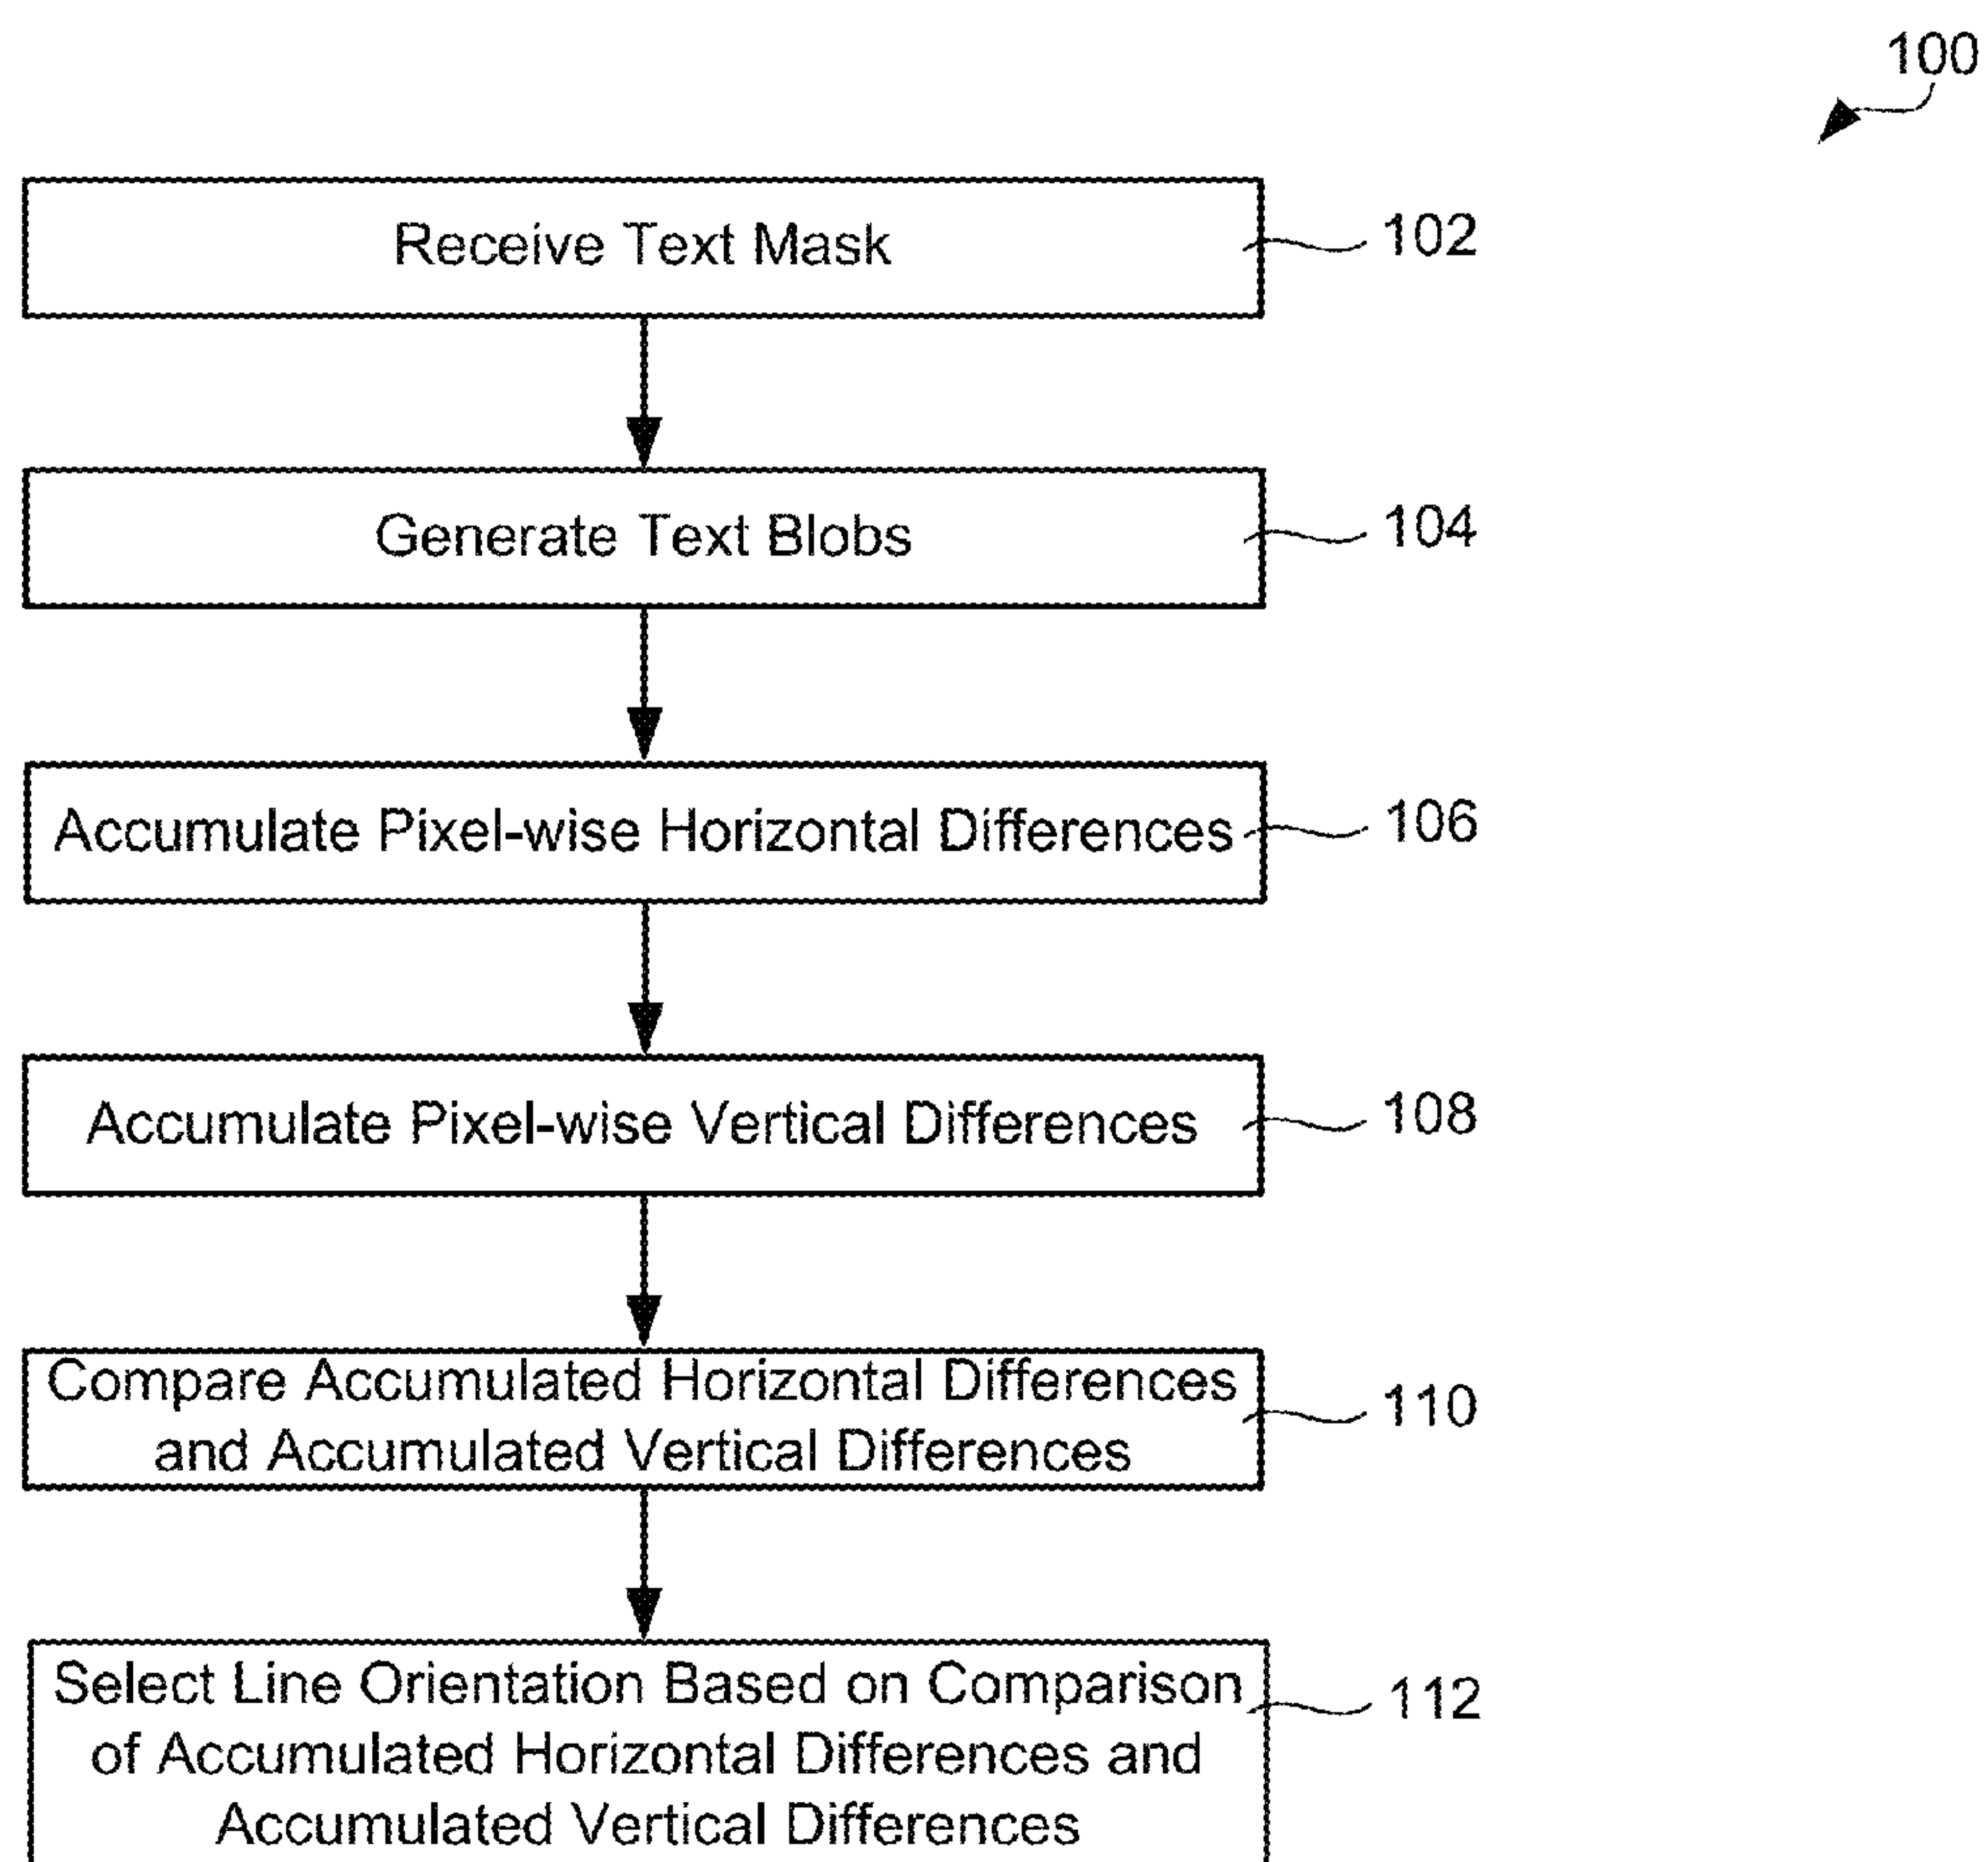 100
Receive Text Mask
102
Generate Text Blobs
104
Accumulate Pixel-wise Horizontal Differences
106
Accumulate Pixel-wise Vertical Differences
108
Compare Accumulated Horizontal Differences
and Accumulated Vertical Differences
110
Select Line Orientation Based on Comparison
of Accumulated Horizontal Differences and
Accumulated Vertical Differences
112